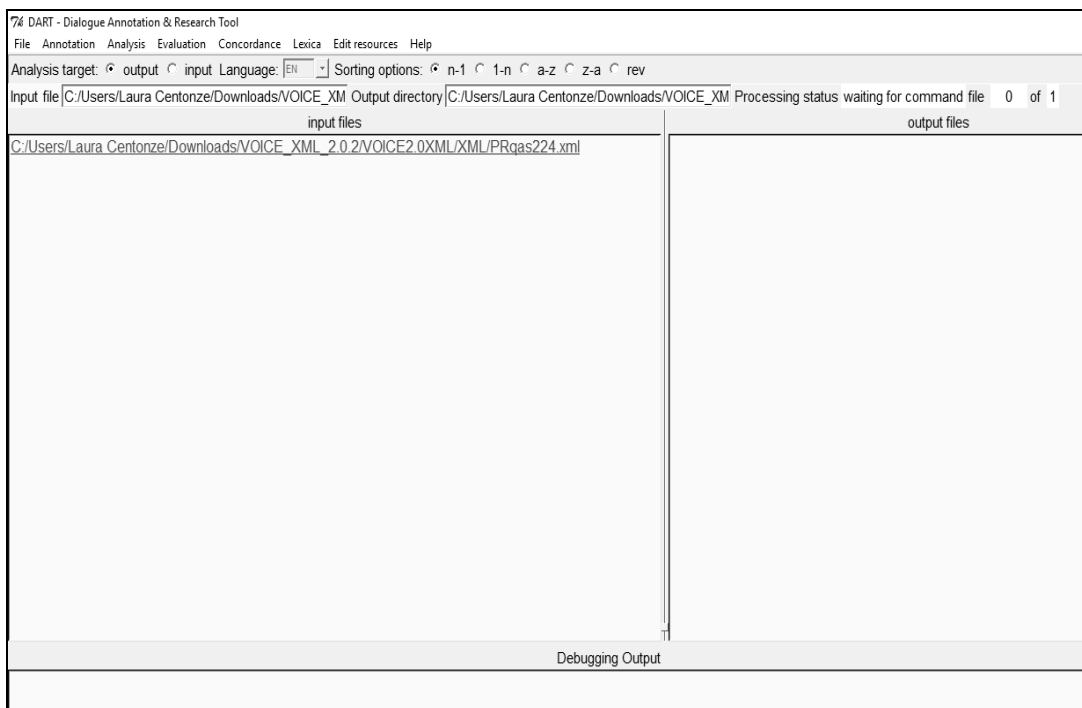 DART - Dialogue Annotation & Research Tool
File Annotation Analysis Evaluation Concordance Lexica Edit resources Help
Analysis target: output input Language: EN Sorting options: n-1 1-n a-z z-a rev
Input file C:/Users/Laura Centonze/Downloads/VOICE_XM Output directory C:/Users/Laura Centonze/Downloads/VOICE_XM Processing status waiting for command file 0 of 1
input files output files
C:/Users/Laura Centonze/Downloads/VOICE_XML_2.0.2/VOICE2.0XML/XML/PRqas224.xml
Debugging Output